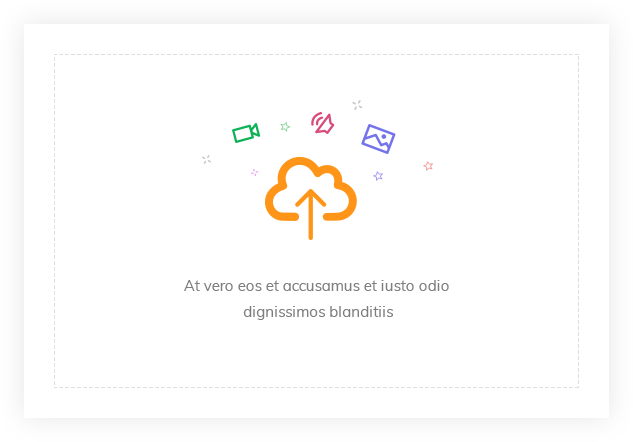 At vero eos et accusamus et iusto odio
dignissimos blanditiis